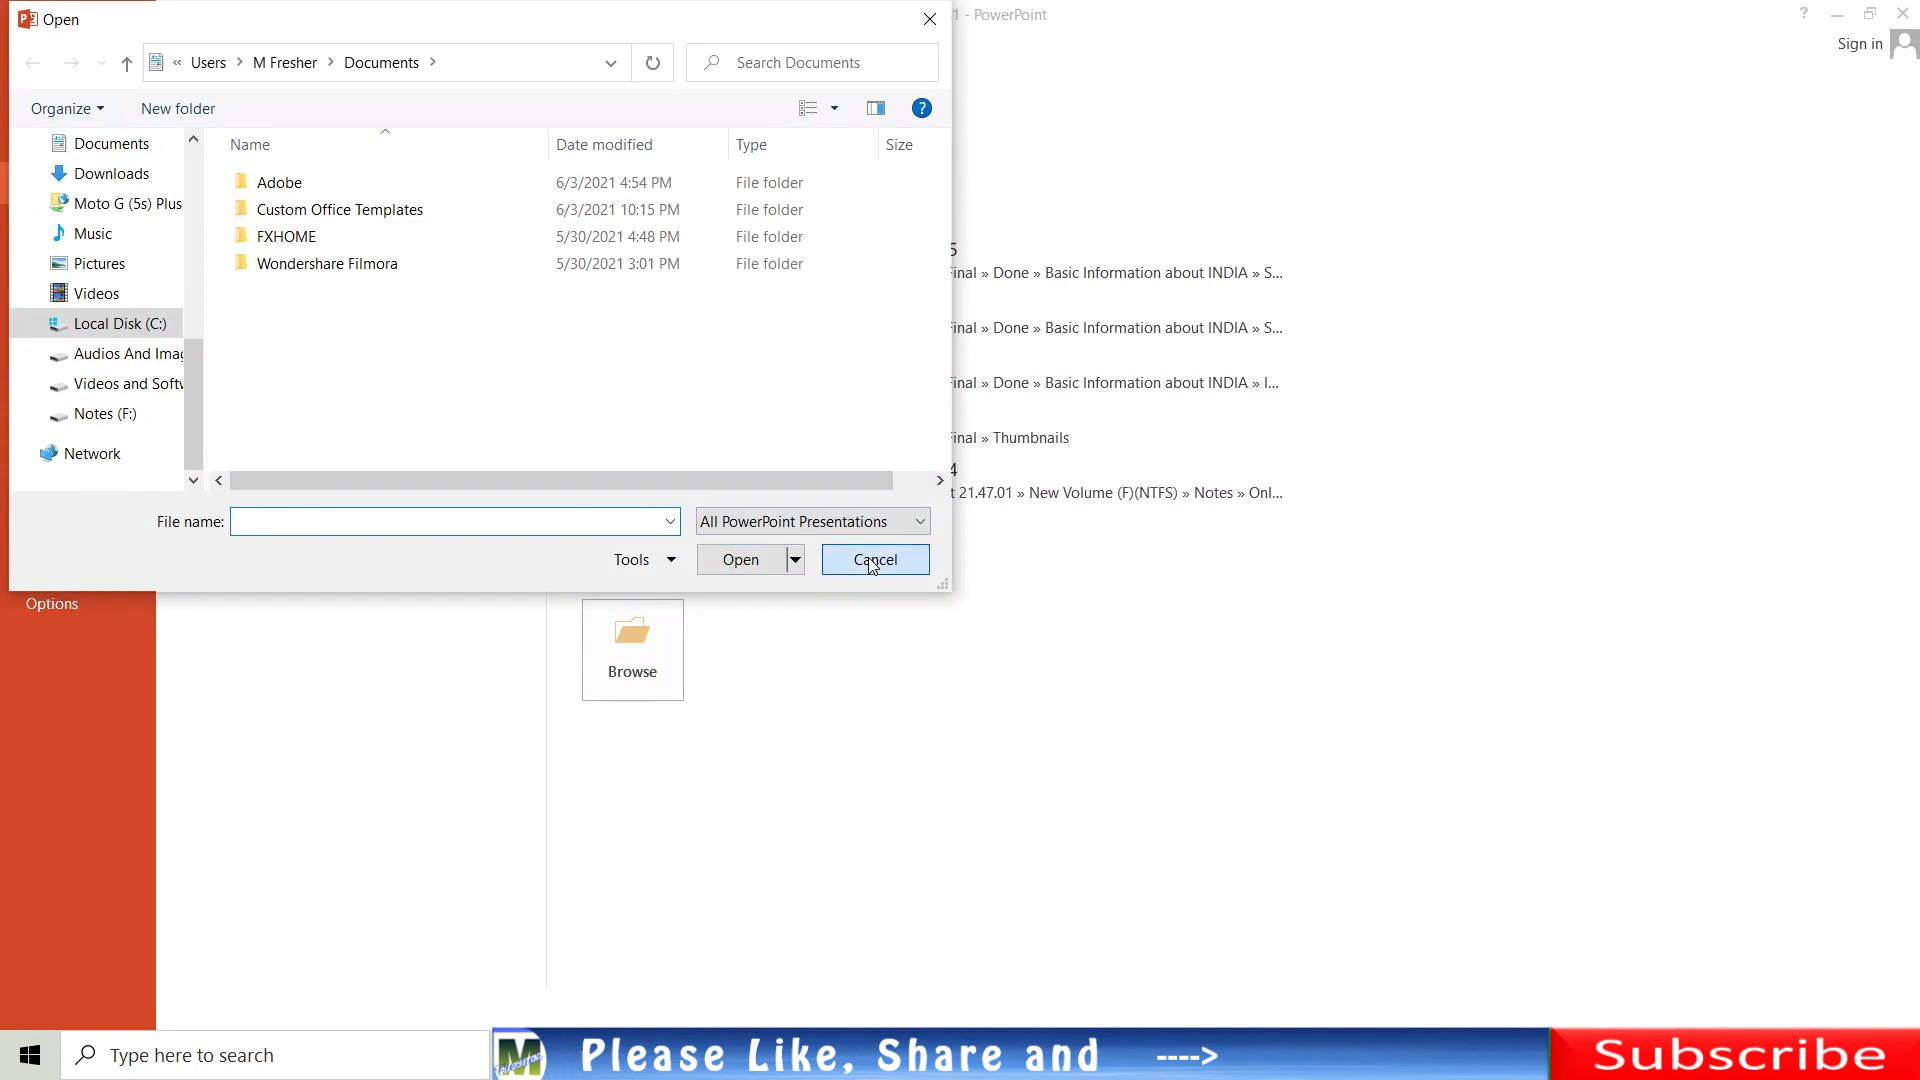 Open
1 - PowerPoint
?
Sign in
« Users > M Fresher > Documents >
Search Documents
Organize
New folder
?
Name
Date modified
Type
Size
Documents
Downloads
Moto G (5s) Plus
Music
Pictures
Videos
Local Disk (C:)
Audios And Imag
Videos and Softw
Notes (F:)
Network
Adobe 6/3/2021 4:54 PM File folder
Custom Office Templates 6/3/2021 10:15 PM File folder
FXHOME 5/30/2021 4:48 PM File folder
Wondershare Filmora 5/30/2021 3:01 PM File folder
5
inal » Done » Basic Information about INDIA » S...
inal » Done » Basic Information about INDIA » S...
inal » Done » Basic Information about INDIA » I...
inal » Thumbnails
4
t 21.47.01 » New Volume (F)(NTFS) » Notes » Onl...
File name:
All PowerPoint Presentations
Tools
Open
Cancel
Options
Browse
Type here to search
Please Like, Share and ---->
Subscribe